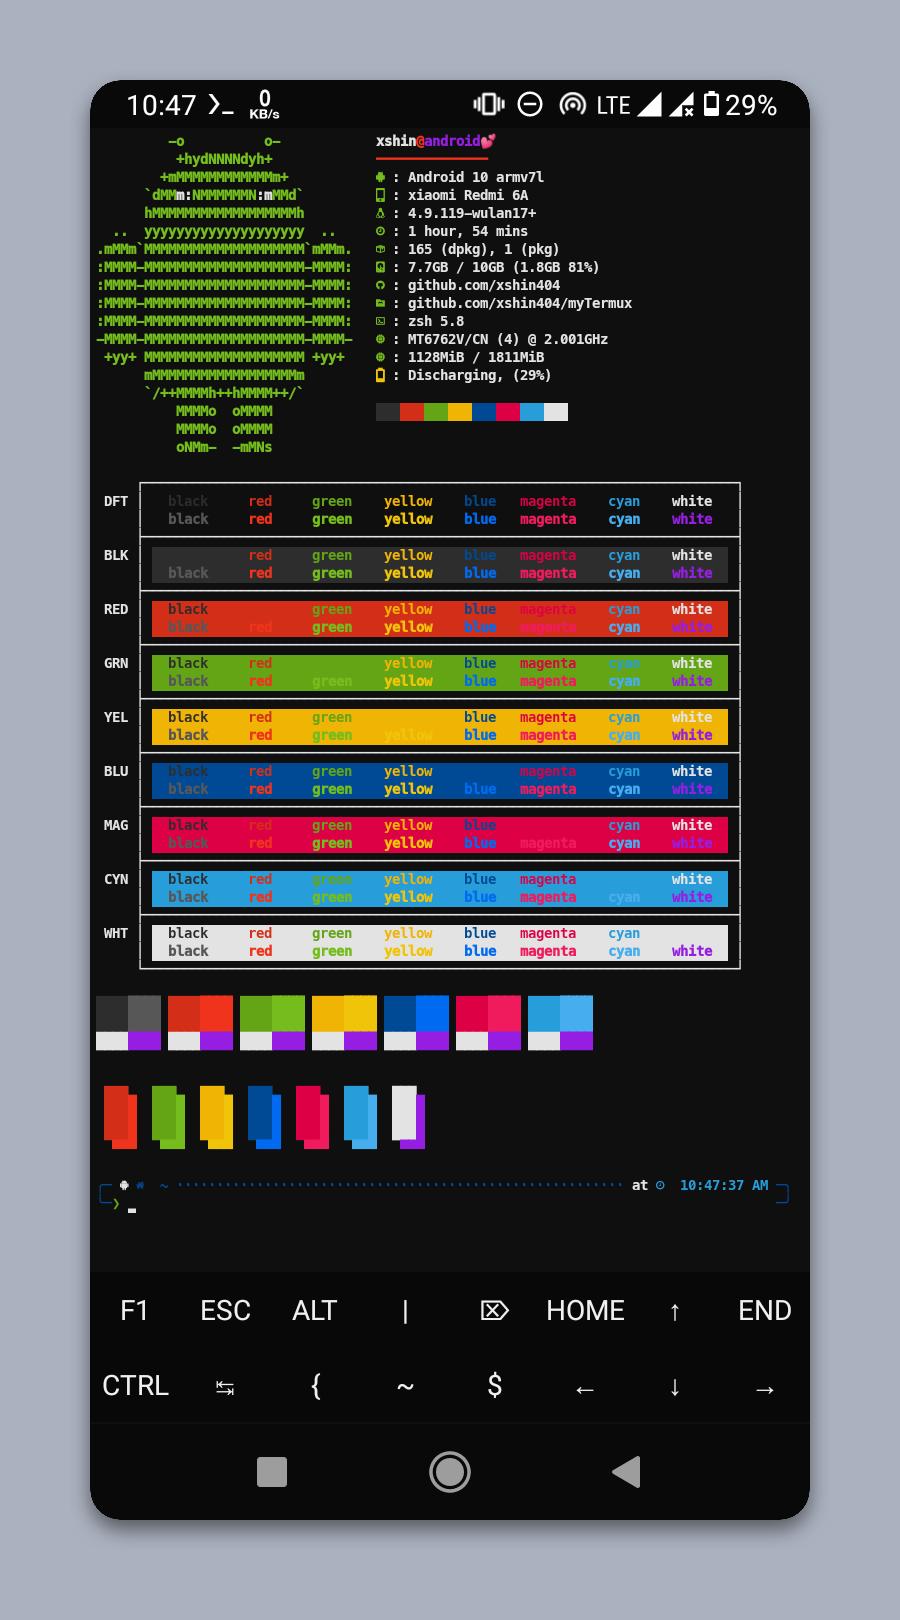 10:47 0 KB/s LTE 29%
-o o-
+hydNNNNdyh+
+mMMMMMMMMMMMMm+
`dMMm:NMMMMMMN:mMMd`
hMMMMMMMMMMMMMMMMMMh
.. yyyyyyyyyyyyyyyyyyyy ..
.mMMm`MMMMMMMMMMMMMMMMMMMM`mMMm.
:MMMM-MMMMMMMMMMMMMMMMMMMM-MMMM:
:MMMM-MMMMMMMMMMMMMMMMMMMM-MMMM:
:MMMM-MMMMMMMMMMMMMMMMMMMM-MMMM:
:MMMM-MMMMMMMMMMMMMMMMMMMM-MMMM:
-MMMM-MMMMMMMMMMMMMMMMMMMM-MMMM-
+yy+ MMMMMMMMMMMMMMMMMMMM +yy+
mMMMMMMMMMMMMMMMMMMm
`/++MMMMh++hMMMM++/`
MMMMo oMMMM
MMMMo oMMMM
oNMm- -mMNs
xshin@android💕
: Android 10 armv7l
: xiaomi Redmi 6A
: 4.9.119-wulan17+
: 1 hour, 54 mins
: 165 (dpkg), 1 (pkg)
: 7.7GB / 10GB (1.8GB 81%)
: github.com/xshin404
: github.com/xshin404/myTermux
: zsh 5.8
: MT6762V/CN (4) @ 2.001GHz
: 1128MiB / 1811MiB
: Discharging, (29%)
DFT black red green yellow blue magenta cyan white
black red green yellow blue magenta cyan white
BLK red green yellow blue magenta cyan white
black red green yellow blue magenta cyan white
RED black green yellow blue magenta cyan white
black red green yellow blue magenta cyan white
GRN black red yellow blue magenta cyan white
black red green yellow blue magenta cyan white
YEL black red green blue magenta cyan white
black red green yellow blue magenta cyan white
BLU black red green yellow magenta cyan white
black red green yellow blue magenta cyan white
MAG black red green yellow blue cyan white
black red green yellow blue magenta cyan white
CYN black red green yellow blue magenta white
black red green yellow blue magenta cyan white
WHT black red green yellow blue magenta cyan
black red green yellow blue magenta cyan white
~ at 10:47:37 AM
❯
F1 ESC ALT | ⌦ HOME ↑ END
CTRL ↹ { ~ $ ← ↓ →